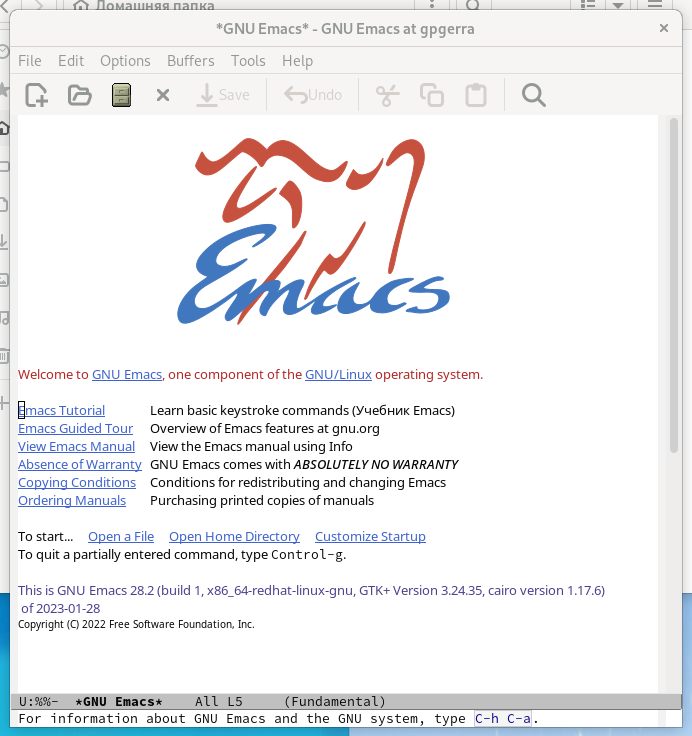 Домашняя папка
*GNU Emacs* - GNU Emacs at gpgerra
File Edit Options Buffers Tools Help
Save Undo
Emacs
Welcome to GNU Emacs, one component of the GNU/Linux operating system.
Emacs Tutorial Learn basic keystroke commands (Учебник Emacs)
Emacs Guided Tour Overview of Emacs features at gnu.org
View Emacs Manual View the Emacs manual using Info
Absence of Warranty GNU Emacs comes with ABSOLUTELY NO WARRANTY
Copying Conditions Conditions for redistributing and changing Emacs
Ordering Manuals Purchasing printed copies of manuals
To start... Open a File Open Home Directory Customize Startup
To quit a partially entered command, type Control-g.
This is GNU Emacs 28.2 (build 1, x86_64-redhat-linux-gnu, GTK+ Version 3.24.35, cairo version 1.17.6)
of 2023-01-28
Copyright (C) 2022 Free Software Foundation, Inc.
U:%%- *GNU Emacs* All L5 (Fundamental)
For information about GNU Emacs and the GNU system, type C-h C-a.